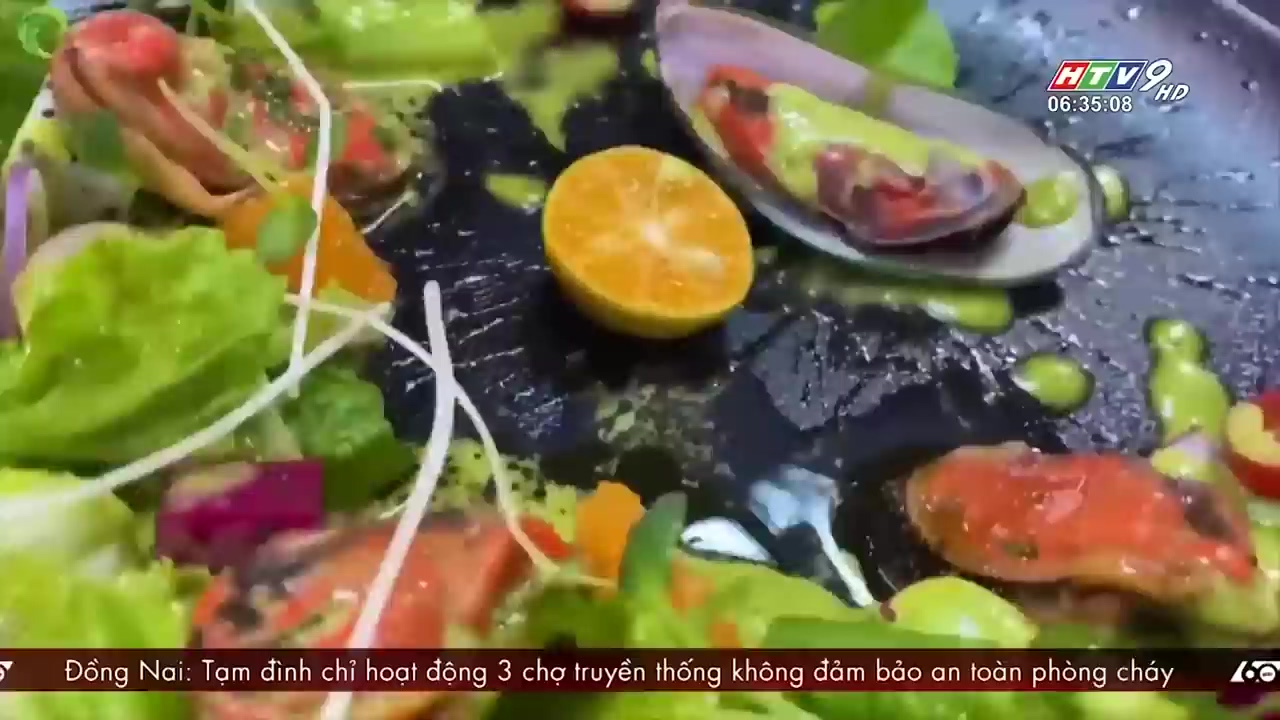 HTV9 HD
06:35:08
Đồng Nai: Tạm đình chỉ hoạt động 3 chợ truyền thống không đảm bảo an toàn phòng cháy